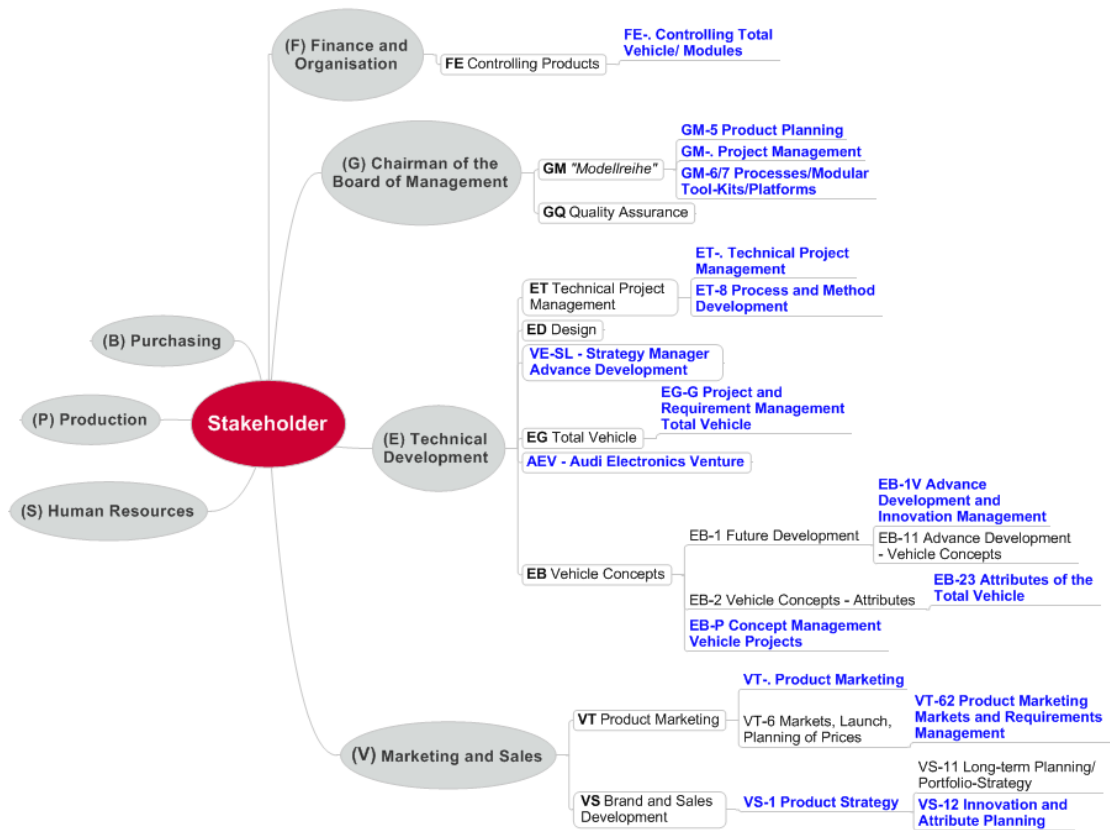 (F) Finance and
Organisation
FE Controlling Products
FE-. Controlling Total
Vehicle/ Modules
(G) Chairman of the
Board of Management
GM "Modellreihe"
GM-5 Product Planning
GM-. Project Management
GM-6/7 Processes/Modular
Tool-Kits/Platforms
GQ Quality Assurance
(B) Purchasing
(P) Production
Stakeholder
(S) Human Resources
(E) Technical
Development
ET Technical Project
Management
ET-. Technical Project
Management
ET-8 Process and Method
Development
ED Design
VE-SL - Strategy Manager
Advance Development
EG Total Vehicle
EG-G Project and
Requirement Management
Total Vehicle
AEV - Audi Electronics Venture
EB Vehicle Concepts
EB-1 Future Development
EB-1V Advance
Development and
Innovation Management
EB-11 Advance Development
- Vehicle Concepts
EB-2 Vehicle Concepts - Attributes
EB-23 Attributes of the
Total Vehicle
EB-P Concept Management
Vehicle Projects
(V) Marketing and Sales
VT Product Marketing
VT-. Product Marketing
VT-6 Markets, Launch,
Planning of Prices
VT-62 Product Marketing
Markets and Requirements
Management
VS Brand and Sales
Development
VS-1 Product Strategy
VS-11 Long-term Planning/
Portfolio-Strategy
VS-12 Innovation and
Attribute Planning